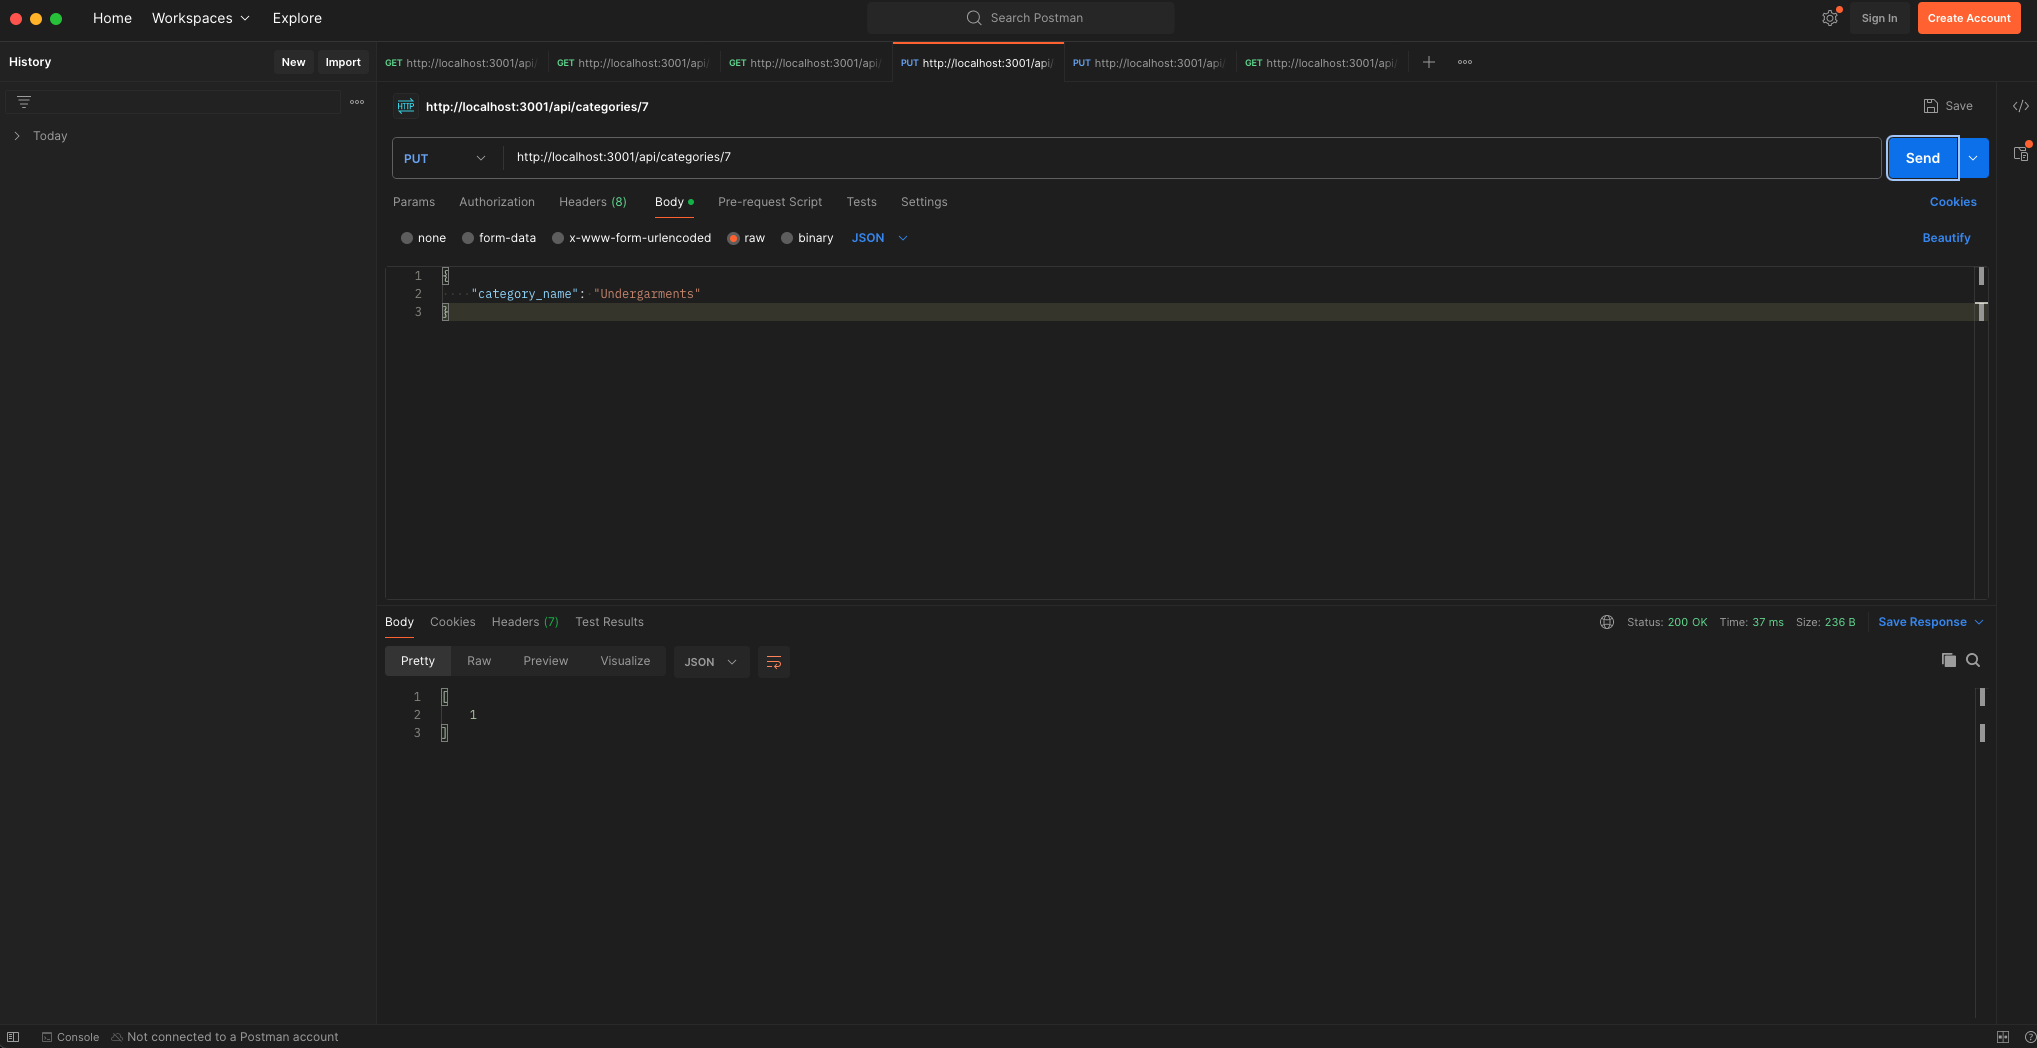 Home Workspaces Explore Search Postman Sign In Create Account
History New Import GET http://localhost:3001/api/ GET http://localhost:3001/api/ GET http://localhost:3001/api/ PUT http://localhost:3001/api/ PUT http://localhost:3001/api/ GET http://localhost:3001/api/
HTTP http://localhost:3001/api/categories/7 Save
Today
PUT http://localhost:3001/api/categories/7 Send
Params Authorization Headers (8) Body Pre-request Script Tests Settings Cookies
none form-data x-www-form-urlencoded raw binary JSON Beautify
1 {
2 "category_name": "Undergarments"
3 }
Body Cookies Headers (7) Test Results Status: 200 OK Time: 37 ms Size: 236 B Save Response
Pretty Raw Preview Visualize JSON
1 [
2 1
3 ]
Console Not connected to a Postman account